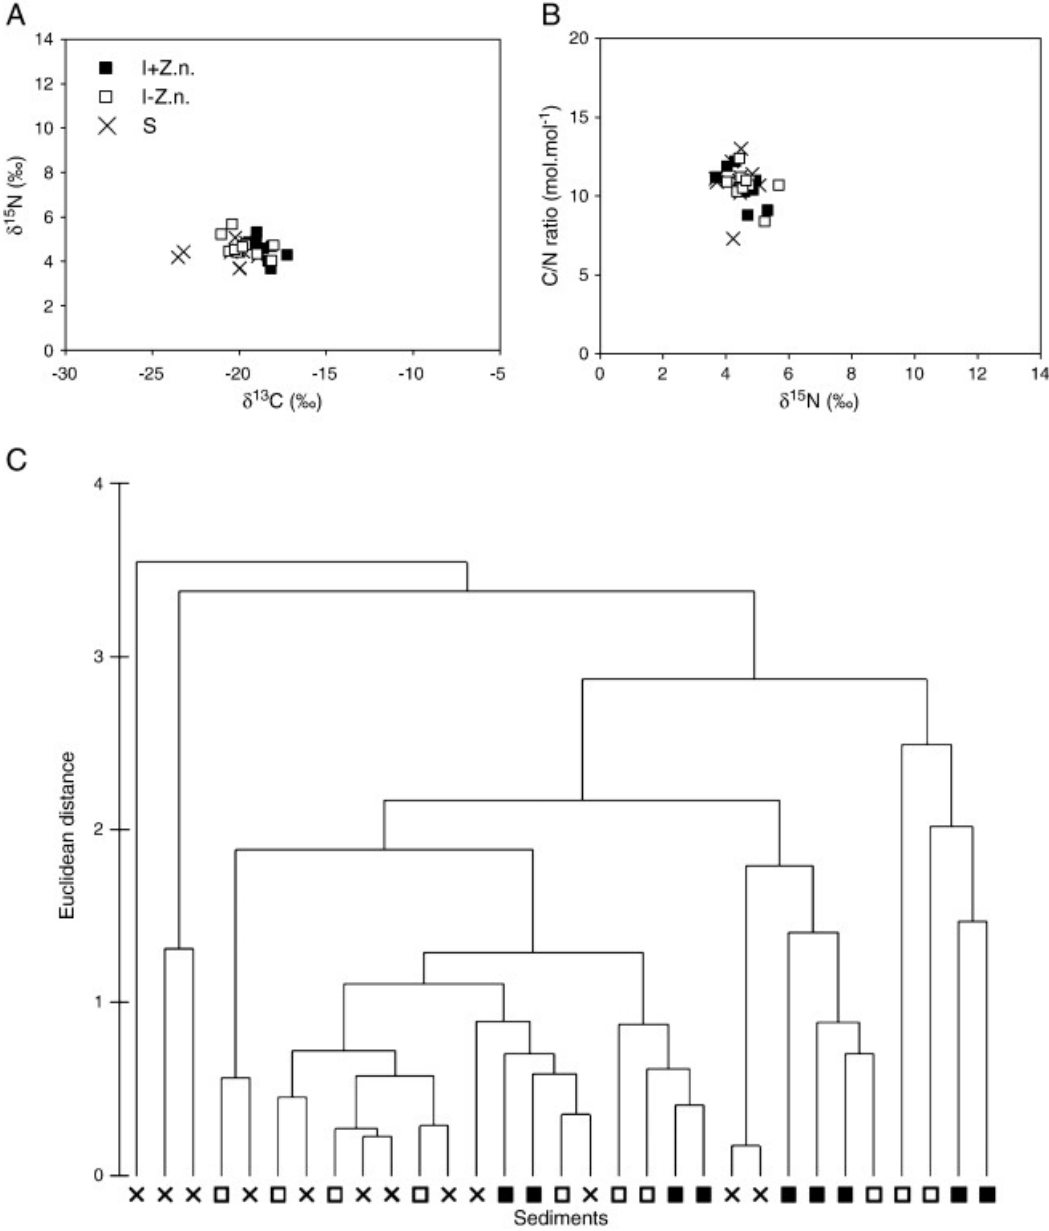 A
14
12
10
8
6
4
2
0
δ15N (‰)
I+Z.n.
I-Z.n.
S
-30 -25 -20 -15 -10 -5
δ13C (‰)
B
20
15
10
5
0
C/N ratio (mol.mol-1)
0 2 4 6 8 10 12 14
δ15N (‰)
C
4
3
2
1
0
Euclidean distance
Sediments